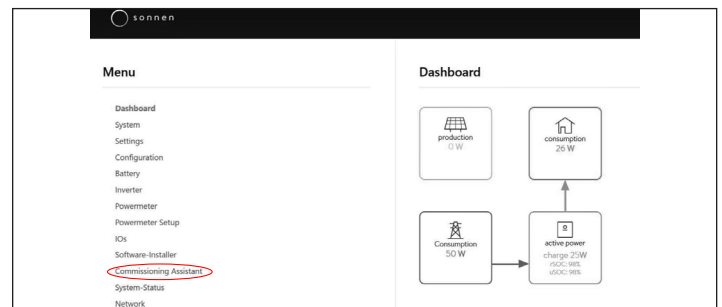 sonnen
Menu
Dashboard
System
Settings
Configuration
Battery
Inverter
Powermeter
Powermeter Setup
IOs
Software-Installer
Commissioning Assistant
System-Status
Network
Dashboard
production
0 W
consumption
26 W
Consumption
50 W
active power
charge 25W
rSOC: 98%
uSOC: 98%